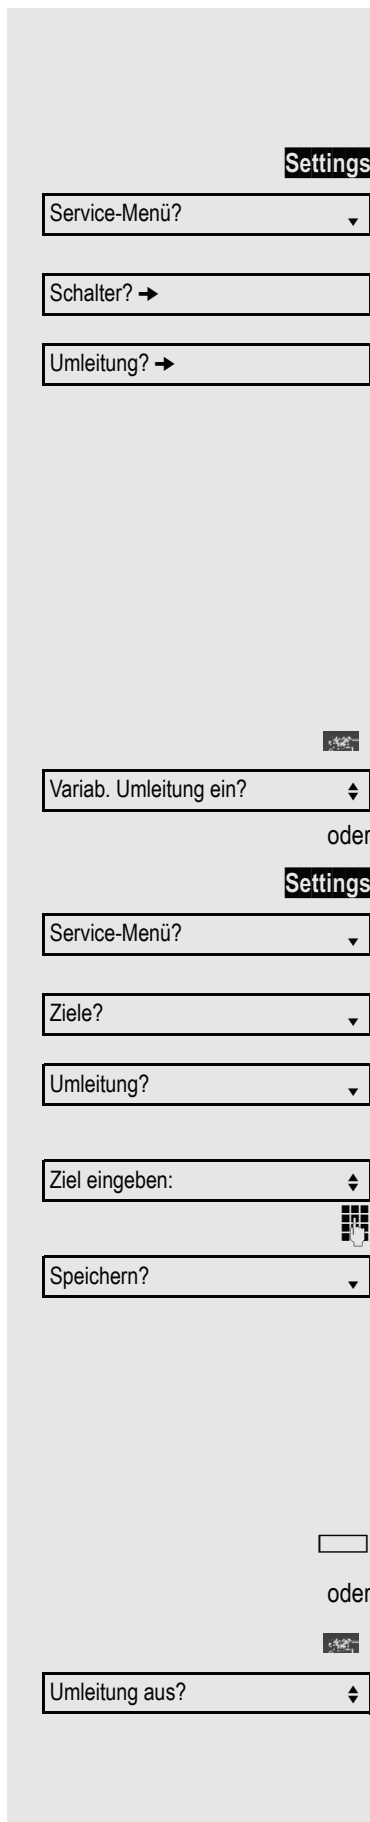 Settings
Service-Menü?
Schalter? →
Umleitung? →
Variab. Umleitung ein?
oder
Settings
Service-Menü?
Ziele?
Umleitung?
Ziel eingeben:
Speichern?
oder
Umleitung aus?